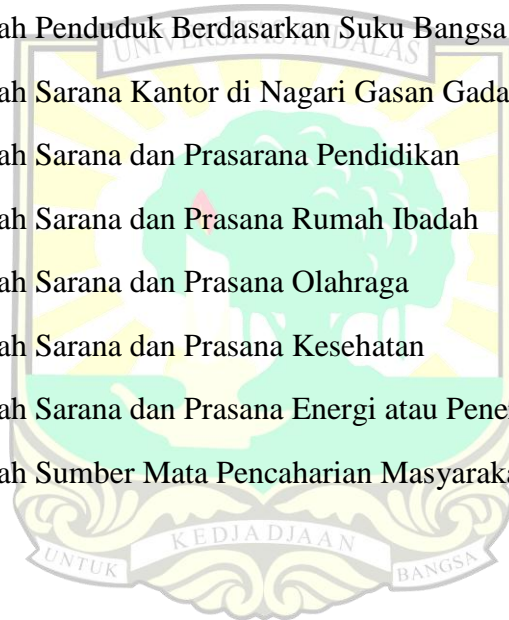 ah Penduduk Berdasarkan Suku Bangsa
UNIVERSITAS ANDALAS
ah Sarana Kantor di Nagari Gasan Gada
ah Sarana dan Prasarana Pendidikan
ah Sarana dan Prasana Rumah Ibadah
ah Sarana dan Prasana Olahraga
ah Sarana dan Prasana Kesehatan
ah Sarana dan Prasana Energi atau Pene
ah Sumber Mata Pencaharian Masyaraka
UNTUK KEDJADJAAN BANGSA